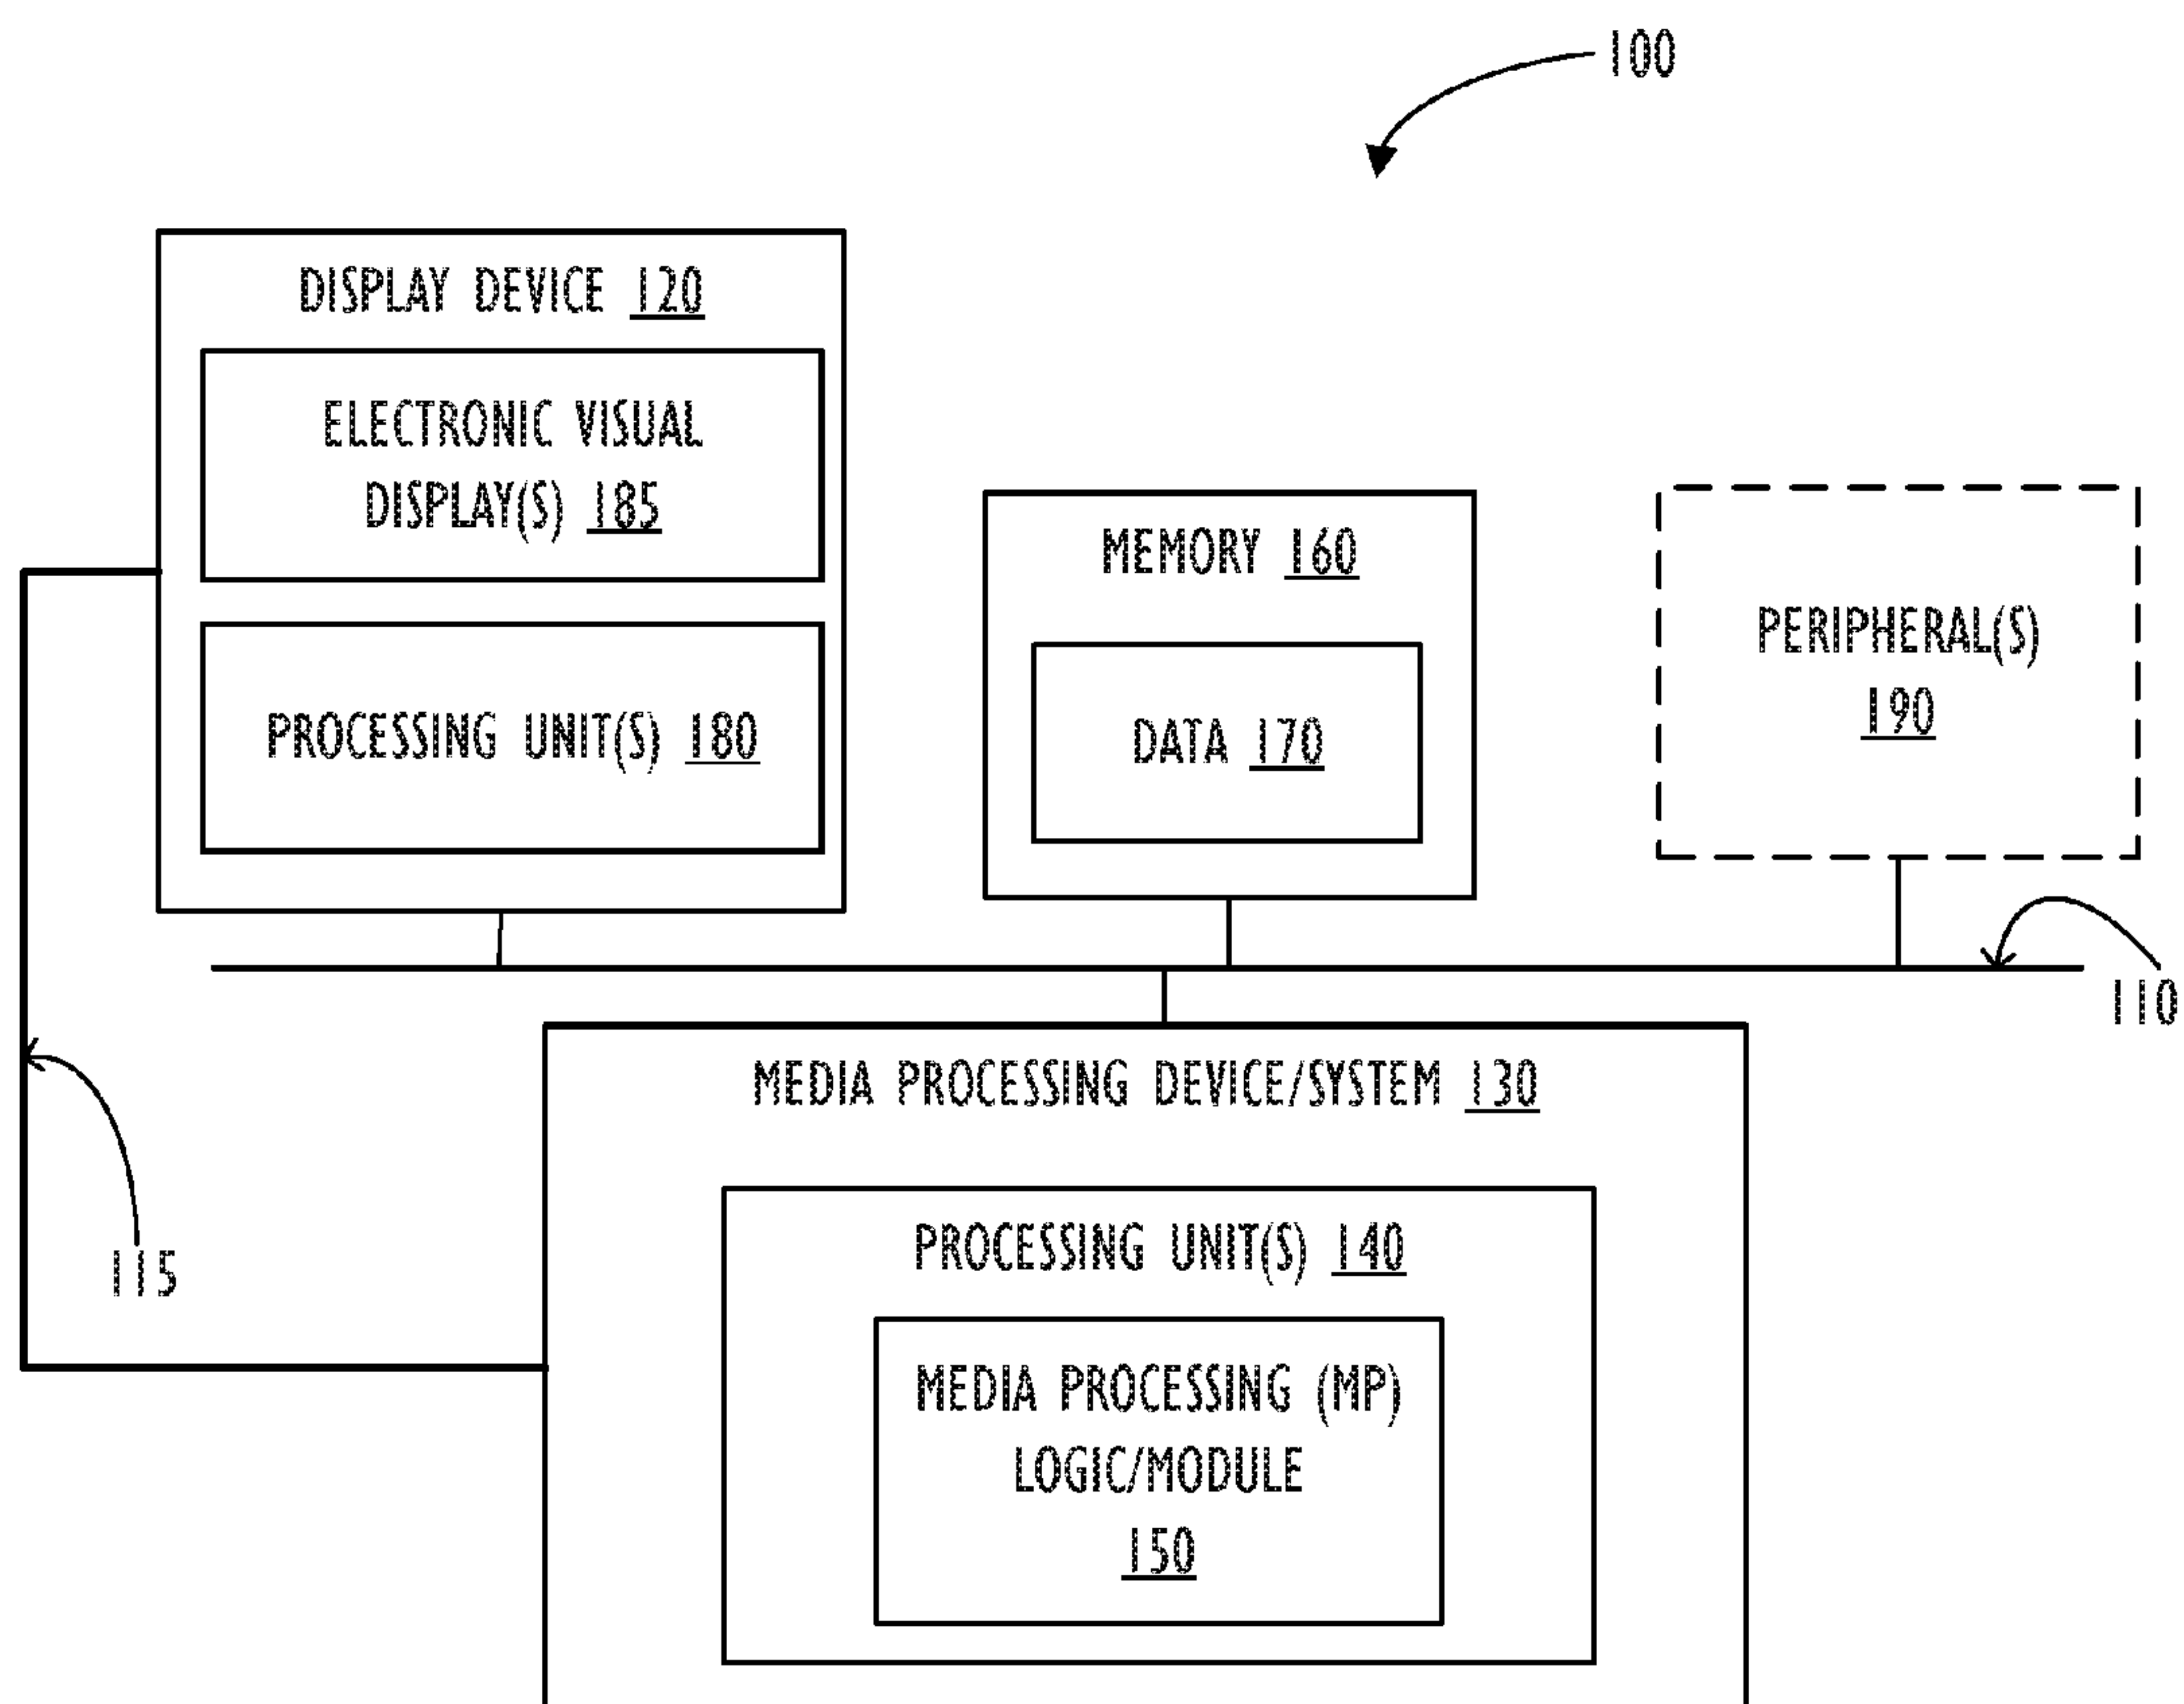 100
DISPLAY DEVICE 120
ELECTRONIC VISUAL
DISPLAY(S) 185
PROCESSING UNIT(S) 180
MEMORY 160
DATA 170
PERIPHERAL(S)
190
110
115
MEDIA PROCESSING DEVICE/SYSTEM 130
PROCESSING UNIT(S) 140
MEDIA PROCESSING (MP)
LOGIC/MODULE
150